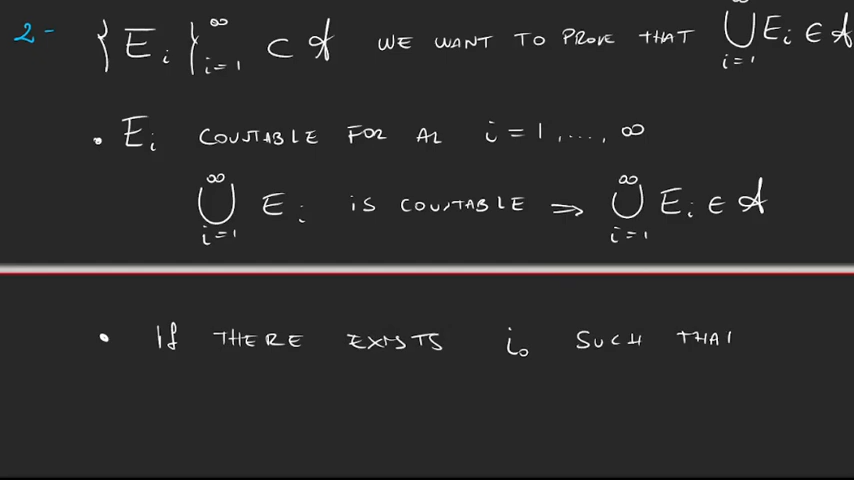 2- {E_i}_{i=1}^∞ ⊂ 𝒜 WE WANT TO PROVE THAT ⋃_{i=1}^∞ E_i ∈ 𝒜
• E_i COUNTABLE FOR AL i = 1, ..., ∞
⋃_{i=1}^∞ E_i is COUNTABLE ⇒ ⋃_{i=1}^∞ E_i ∈ 𝒜
• If THERE EXISTS i_0 SUCH THAT